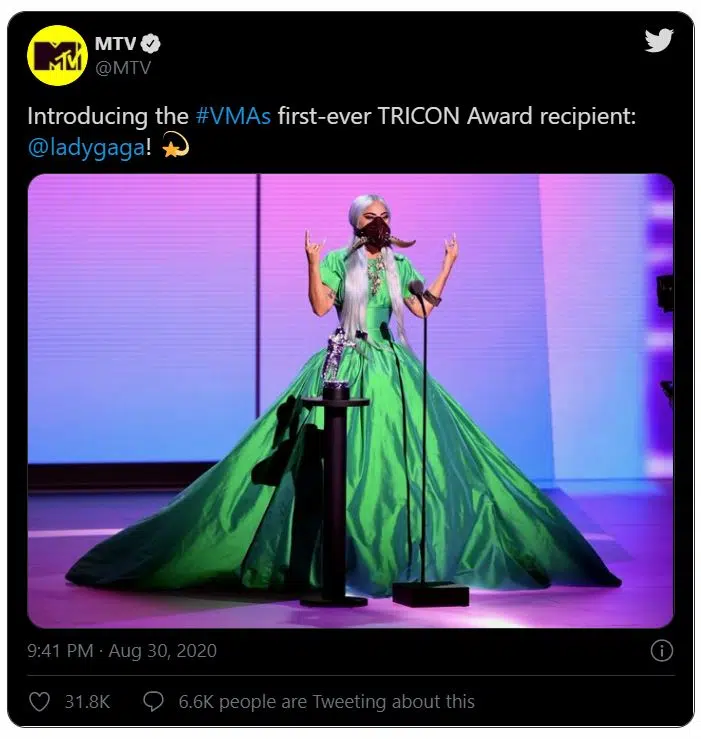 MTV
MTV
@MTV
Introducing the #VMAs first-ever TRICON Award recipient:
@ladygaga! 💫
9:41 PM · Aug 30, 2020
31.8K 6.6K people are Tweeting about this